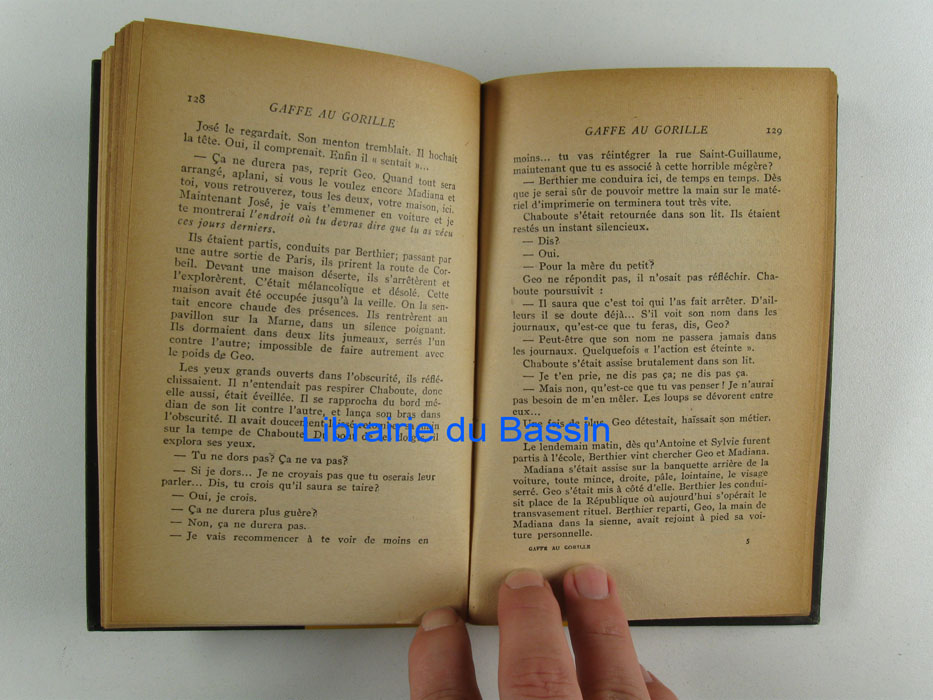 128
GAFFE AU GORILLE
José le regardait. Son menton tremblait. Il hochait
la tête. Oui, il comprenait. Enfin il « sentait »...
— Ça ne durera pas, reprit Geo. Quand tout sera
arrangé, aplani, si vous le voulez encore Madiana et
toi, vous retrouverez, tous les deux, votre maison, ici.
Maintenant José, je vais t'emmener en voiture et je
te montrerai l'endroit où tu devras dire que tu as vécu
ces jours derniers.
Ils étaient partis, conduits par Berthier; passant par
une autre sortie de Paris, ils prirent la route de Cor-
beil. Devant une maison déserte, ils s'arrêtèrent et
l'explorèrent. C'était mélancolique et désolé. Cette
maison avait été occupée jusqu'à la veille. On la sen-
tait encore chaude des présences. Ils rentrèrent au
pavillon sur la Marne, dans un silence poignant.
Ils dormaient dans deux lits jumeaux, serrés l'un
contre l'autre; impossible de faire autrement avec
le poids de Geo.
Les yeux grands ouverts dans l'obscurité, ils réflé-
chissaient. Il n'entendait pas respirer Chaboute, donc
elle aussi, était éveillée. Il se rapprocha du bord mé-
dian de son lit contre l'autre, et lança son bras dans
l'obscurité. Il avait doucement laissé retomber sa main
sur la tempe de Chaboute. Du bout de ses doigts, il
explora ses yeux.
— Tu ne dors pas? Ça ne va pas?
— Si je dors... Je ne croyais pas que tu oserais leur
parler... Dis, tu crois qu'il saura se taire?
— Oui, je crois.
— Ça ne durera plus guère?
— Non, ça ne durera pas.
— Je vais recommencer à te voir de moins en
GAFFE AU GORILLE
129
moins... tu vas réintégrer la rue Saint-Guillaume,
maintenant que tu es associé à cette horrible mégère?
— Berthier me conduira ici, de temps en temps. Dès
que je serai sûr de pouvoir mettre la main sur le maté-
riel d'imprimerie on terminera tout très vite.
Chaboute s'était retournée dans son lit. Ils étaient
restés un instant silencieux.
— Dis?
— Oui.
— Pour la mère du petit?
Geo ne répondit pas, il n'osait pas réfléchir. Cha-
boute poursuivit :
— Il saura que c'est toi qui l'as fait arrêter. D'ail-
leurs il se doute déjà... S'il voit son nom dans les
journaux, qu'est-ce que tu feras, dis, Geo?
— Peut-être que son nom ne passera jamais dans
les journaux. Quelquefois « l'action est éteinte ».
Chaboute s'était assise brutalement dans son lit.
— Je t'en prie, ne dis pas ça; ne dis pas ça.
— Mais non, qu'est-ce que tu vas penser! Je n'aurai
pas besoin de m'en mêler. Les loups se dévorent entre
eux...
Une fois de plus, Geo détestait, haïssait son métier.
Le lendemain matin, dès qu'Antoine et Sylvie furent
partis à l'école, Berthier vint chercher Geo et Madiana.
Madiana s'était assise sur la banquette arrière de la
voiture, toute mince, droite, pâle, lointaine, le visage
serré. Geo s'était mis à côté d'elle. Berthier les condui-
sit place de la République où aujourd'hui s'opérait le
transvasement rituel. Berthier reparti, Geo, la main de
Madiana dans la sienne, avait rejoint à pied sa voi-
ture personnelle.
GAFFE AU GORILLE
5
Librairie du Bassin